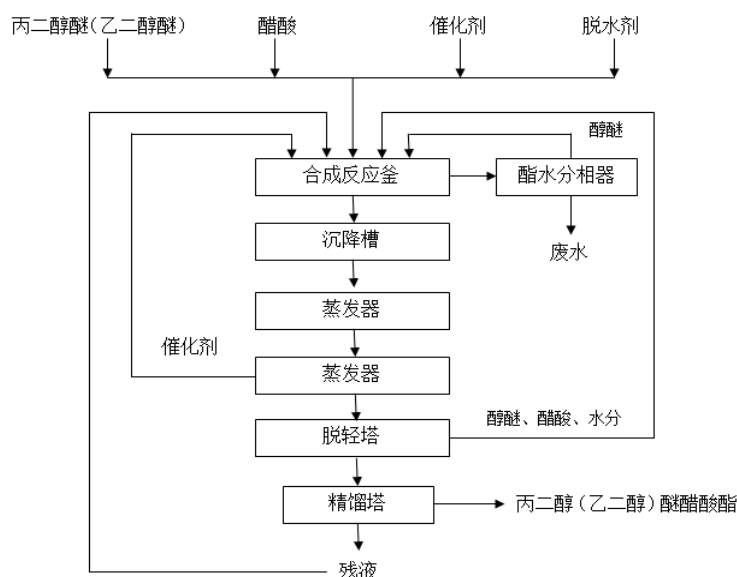 丙二醇醚（乙二醇醚） 醋酸 催化剂 脱水剂
醇醚
合成反应釜 酯水分相器
沉降槽
废水
蒸发器
催化剂
蒸发器
醇醚、醋酸、水分
脱轻塔
精馏塔 丙二醇（乙二醇）醚醋酸酯
残液